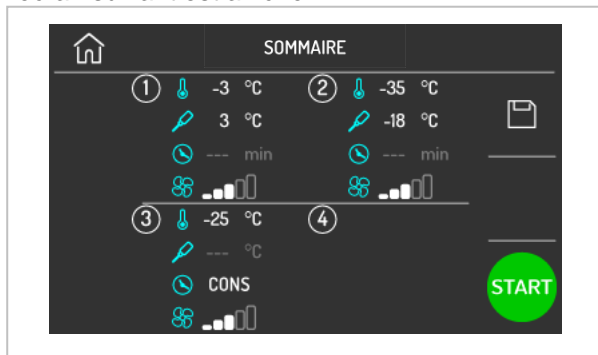 SOMMAIRE
1 -3 °C 2 -35 °C
3 °C -18 °C
--- min --- min
3 -25 °C 4
--- °C
CONS
START